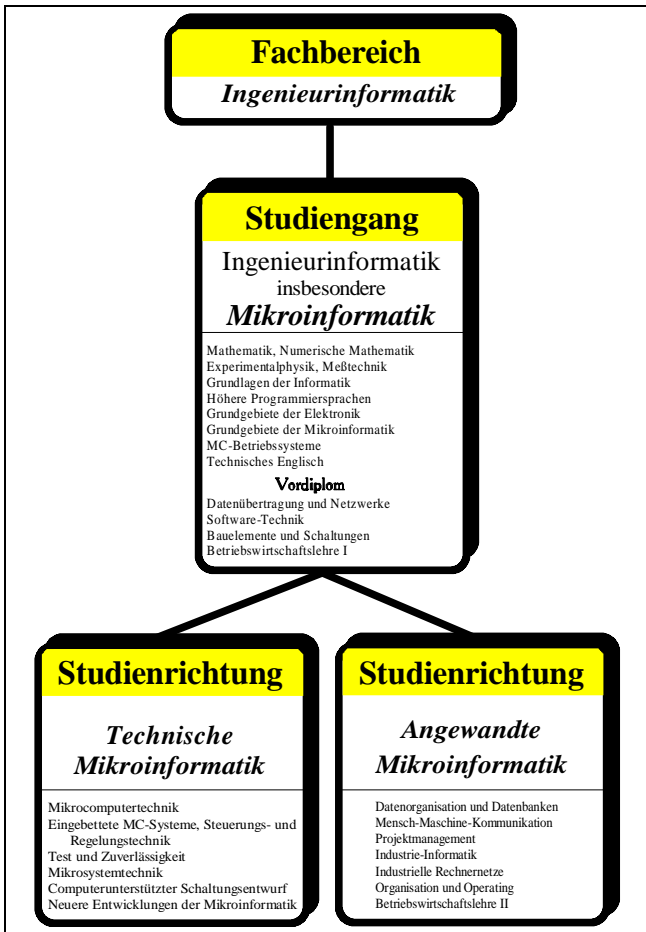 Fachbereich
Ingenieurinformatik
Studiengang
Ingenieurinformatik
insbesondere
Mikroinformatik
Mathematik, Numerische Mathematik
Experimentalphysik, Meßtechnik
Grundlagen der Informatik
Höhere Programmiersprachen
Grundgebiete der Elektronik
Grundgebiete der Mikroinformatik
MC-Betriebssysteme
Technisches Englisch
Vordiplom
Datenübertragung und Netzwerke
Software-Technik
Bauelemente und Schaltungen
Betriebswirtschaftslehre I
Studienrichtung
Technische
Mikroinformatik
Mikrocomputertechnik
Eingebettete MC-Systeme, Steuerungs- und
Regelungstechnik
Test und Zuverlässigkeit
Mikrosystemtechnik
Computerunterstützter Schaltungsentwurf
Neuere Entwicklungen der Mikroinformatik
Studienrichtung
Angewandte
Mikroinformatik
Datenorganisation und Datenbanken
Mensch-Maschine-Kommunikation
Projektmanagement
Industrie-Informatik
Industrielle Rechnernetze
Organisation und Operating
Betriebswirtschaftslehre II